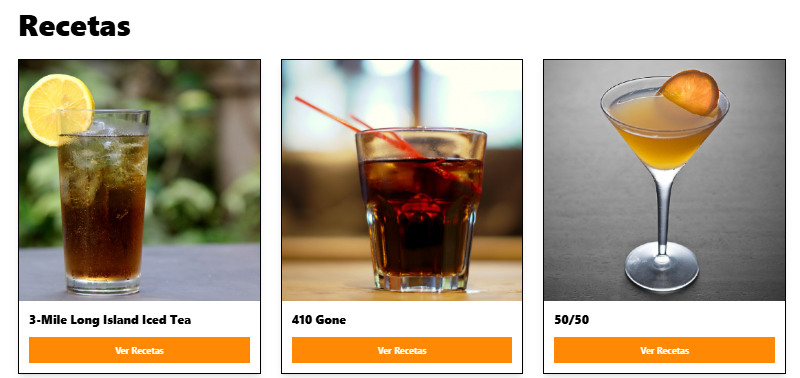 Recetas
3-Mile Long Island Iced Tea
Ver Recetas
410 Gone
Ver Recetas
50/50
Ver Recetas